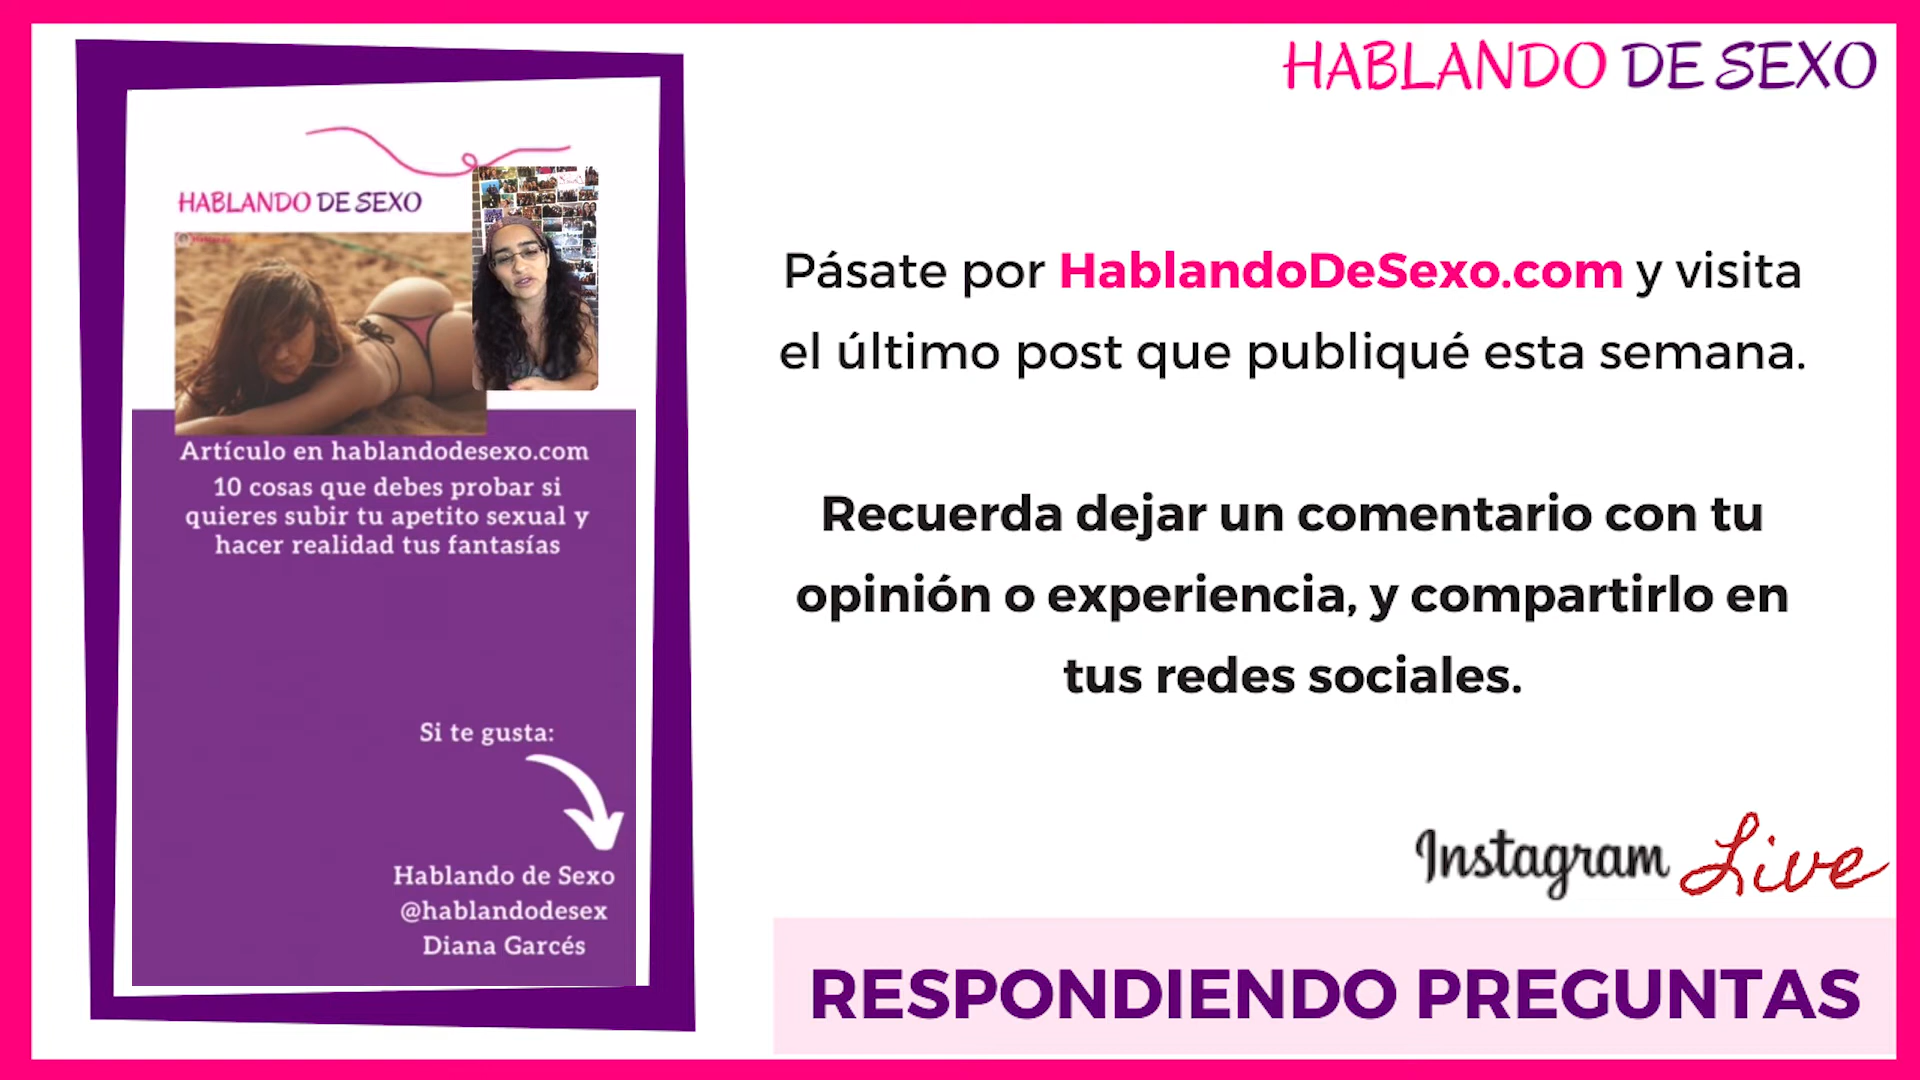 HABLANDO DE SEXO
HABLANDO DE SEXO
Artículo en hablandodesexo.com
10 cosas que debes probar si
quieres subir tu apetito sexual y
hacer realidad tus fantasías
Si te gusta:
Hablando de Sexo
@hablandodesex
Diana Garcés
Pásate por HablandoDeSexo.com y visita
el último post que publiqué esta semana.
Recuerda dejar un comentario con tu
opinión o experiencia, y compartirlo en
tus redes sociales.
Instagram Live
RESPONDIENDO PREGUNTAS